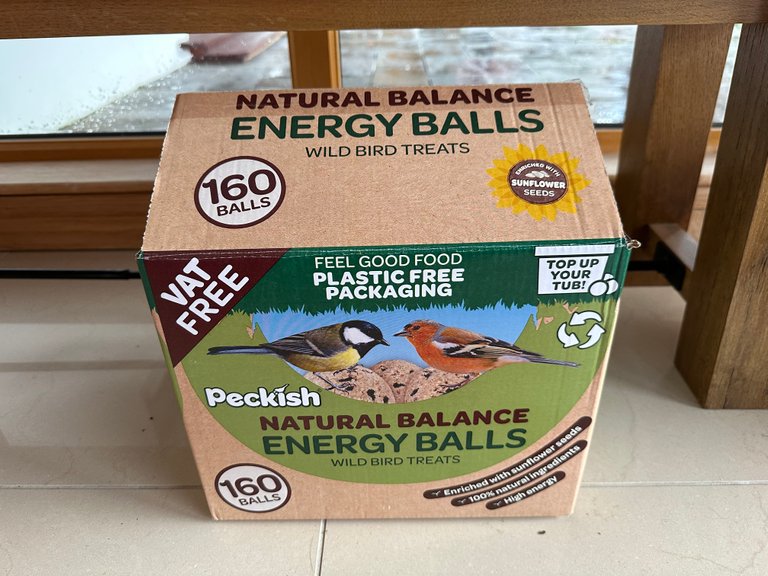 NATURAL BALANCE
ENERGY BALLS
WILD BIRD TREATS
160
BALLS
ENRICHED WITH
SUNFLOWER
SEEDS
VAT
FREE
FEEL GOOD FOOD
PLASTIC FREE
PACKAGING
TOP UP
YOUR
TUB!
Peckish
NATURAL BALANCE
ENERGY BALLS
WILD BIRD TREATS
160
BALLS
Enriched with sunflower seeds
100% natural ingredients
High energy